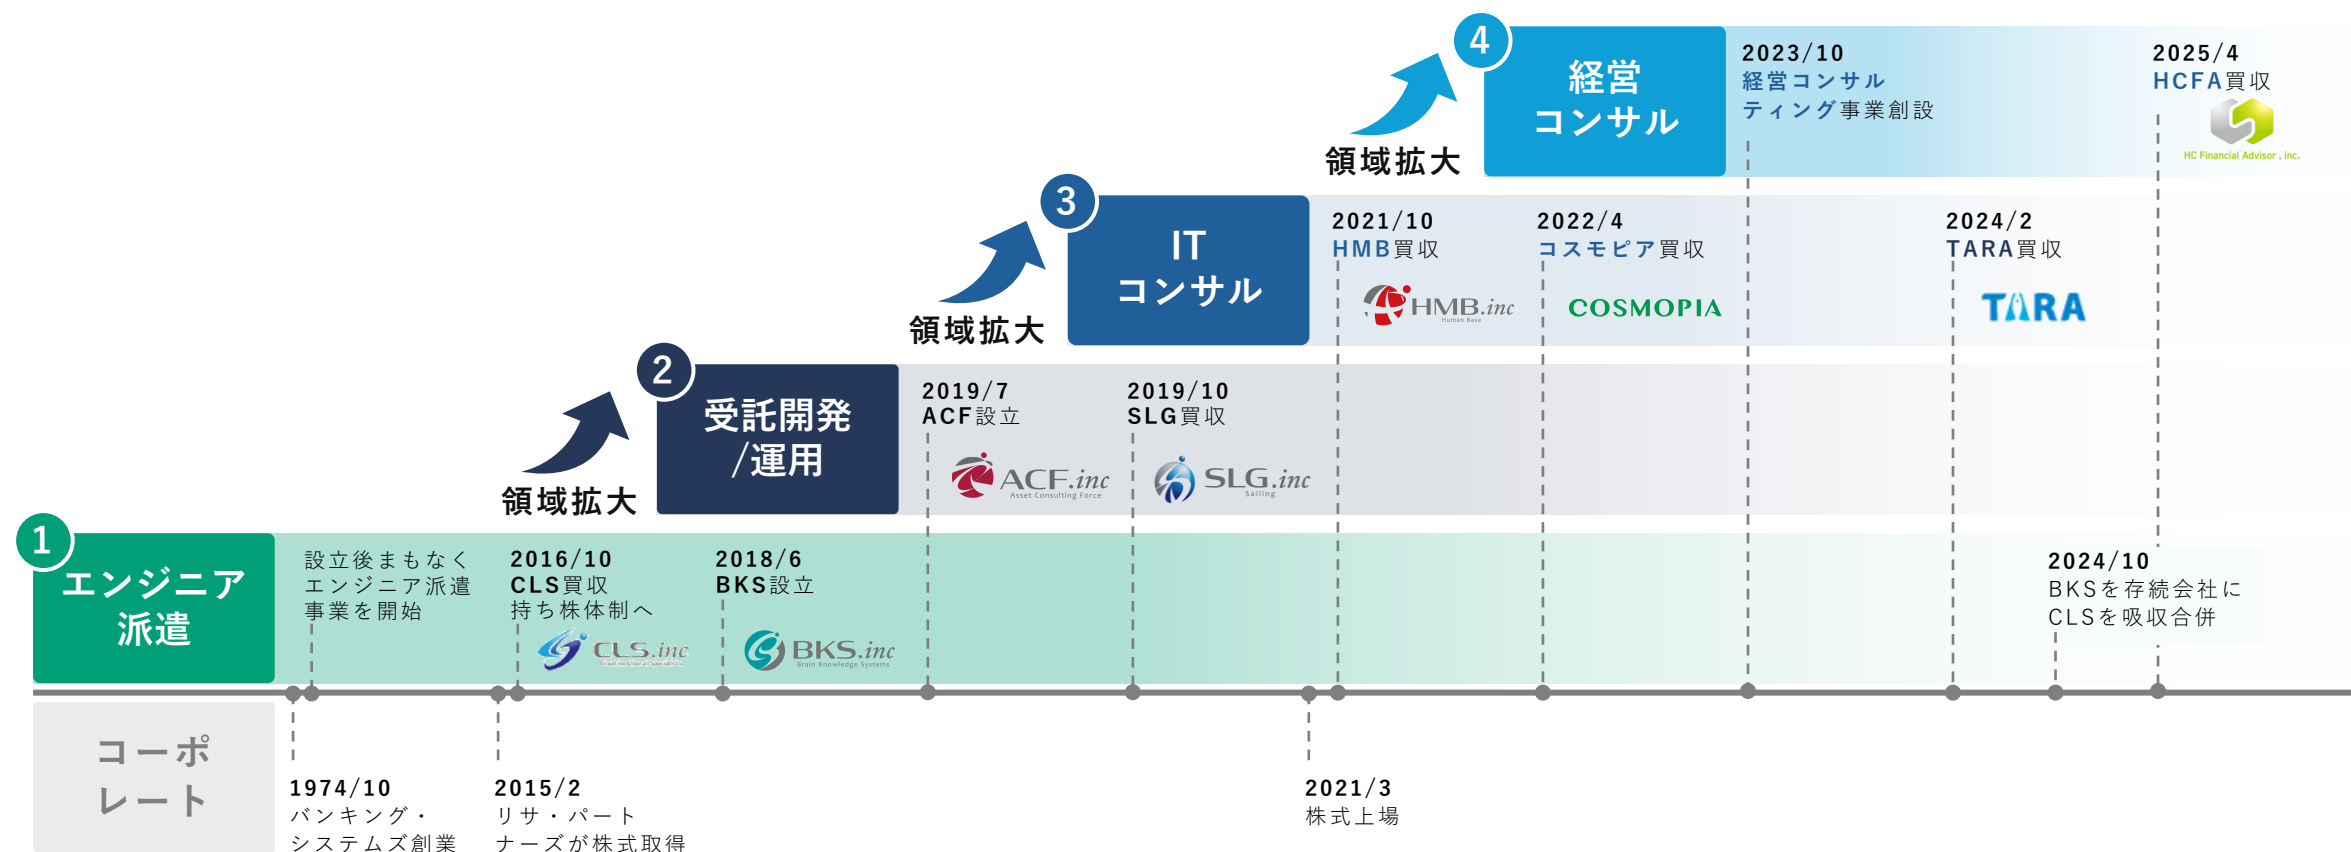 4
経営
コンサル
2023/10
経営コンサル
ティング事業創設
2025/4
HCFA買収
HC Financial Advisor , inc.
領域拡大
3
IT
コンサル
2021/10
HMB買収
HMB.inc
Human Base
2022/4
コスモピア買収
COSMOPIA
2024/2
TARA買収
TARA
領域拡大
2
受託開発
/運用
2019/7
ACF設立
ACF.inc
Asset Consulting Force
2019/10
SLG買収
SLG.inc
Sailing
領域拡大
1
エンジニア
派遣
設立後まもなく
エンジニア派遣
事業を開始
2016/10
CLS買収
持ち株体制へ
CLS.inc
2018/6
BKS設立
BKS.inc
Brain Knowledge Systems
2024/10
BKSを存続会社に
CLSを吸収合併
コーポ
レート
1974/10
バンキング・
システムズ創業
2015/2
リサ・パート
ナーズが株式取得
2021/3
株式上場